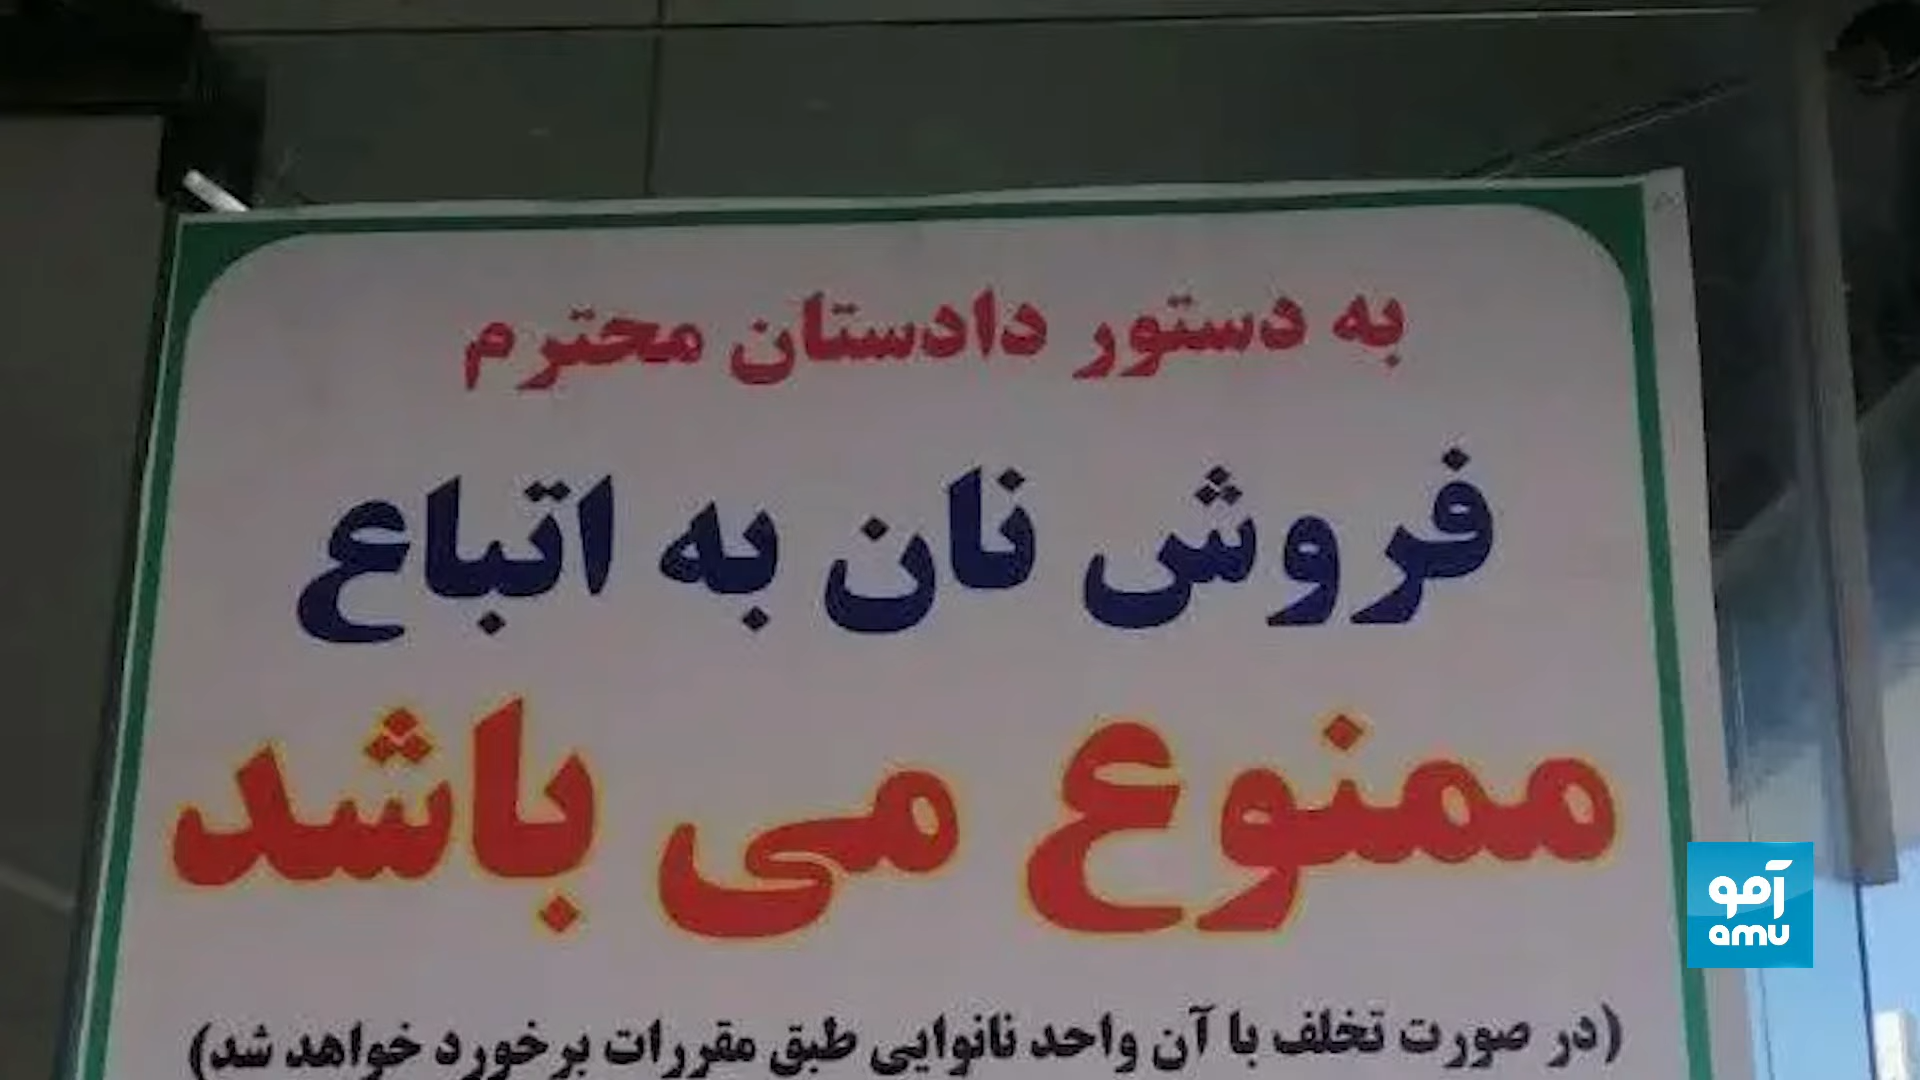 به دستور دادستان محترم
فروش نان به اتباع
ممنوع می باشد
(در صورت تخلف با آن واحد نانوایی طبق مقررات برخورد خواهد شد)
آمو
amu